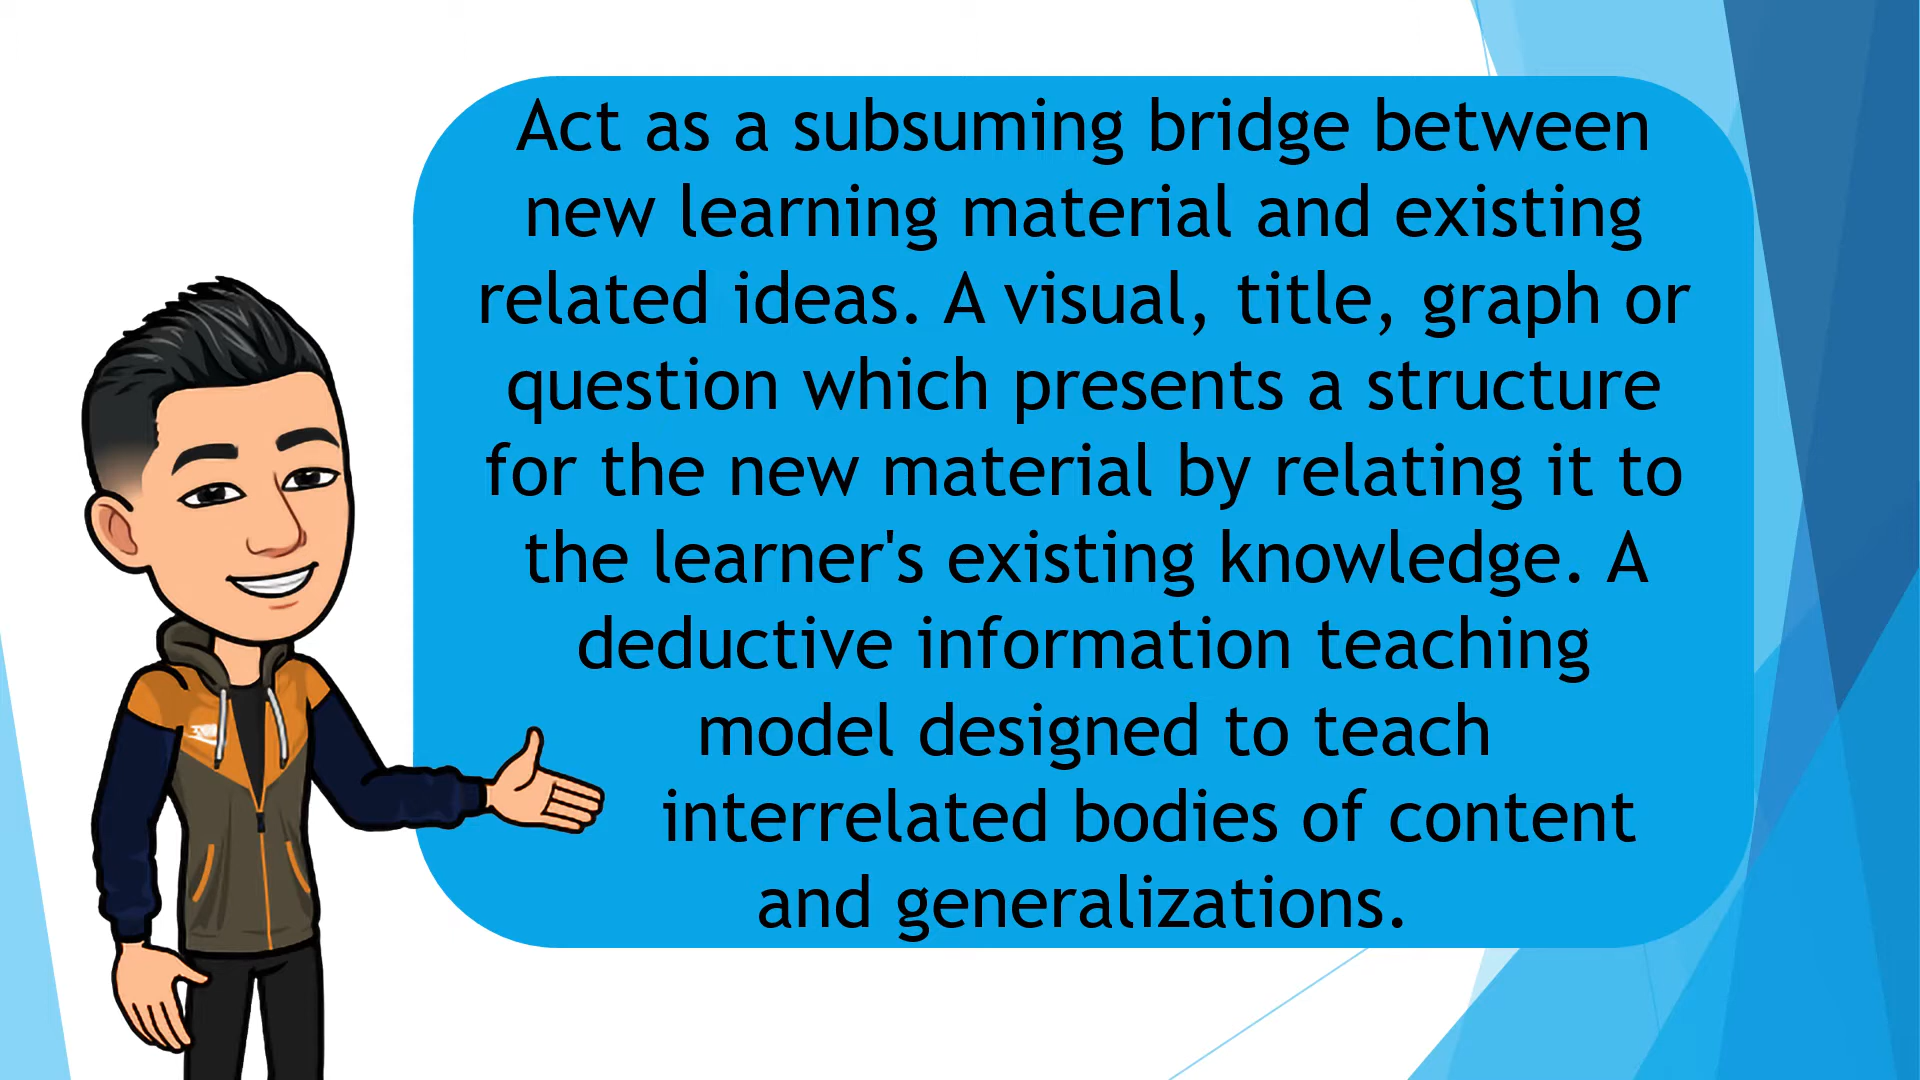 Act as a subsuming bridge between
new learning material and existing
related ideas. A visual, title, graph or
question which presents a structure
for the new material by relating it to
the learner's existing knowledge. A
deductive information teaching
model designed to teach
interrelated bodies of content
and generalizations.